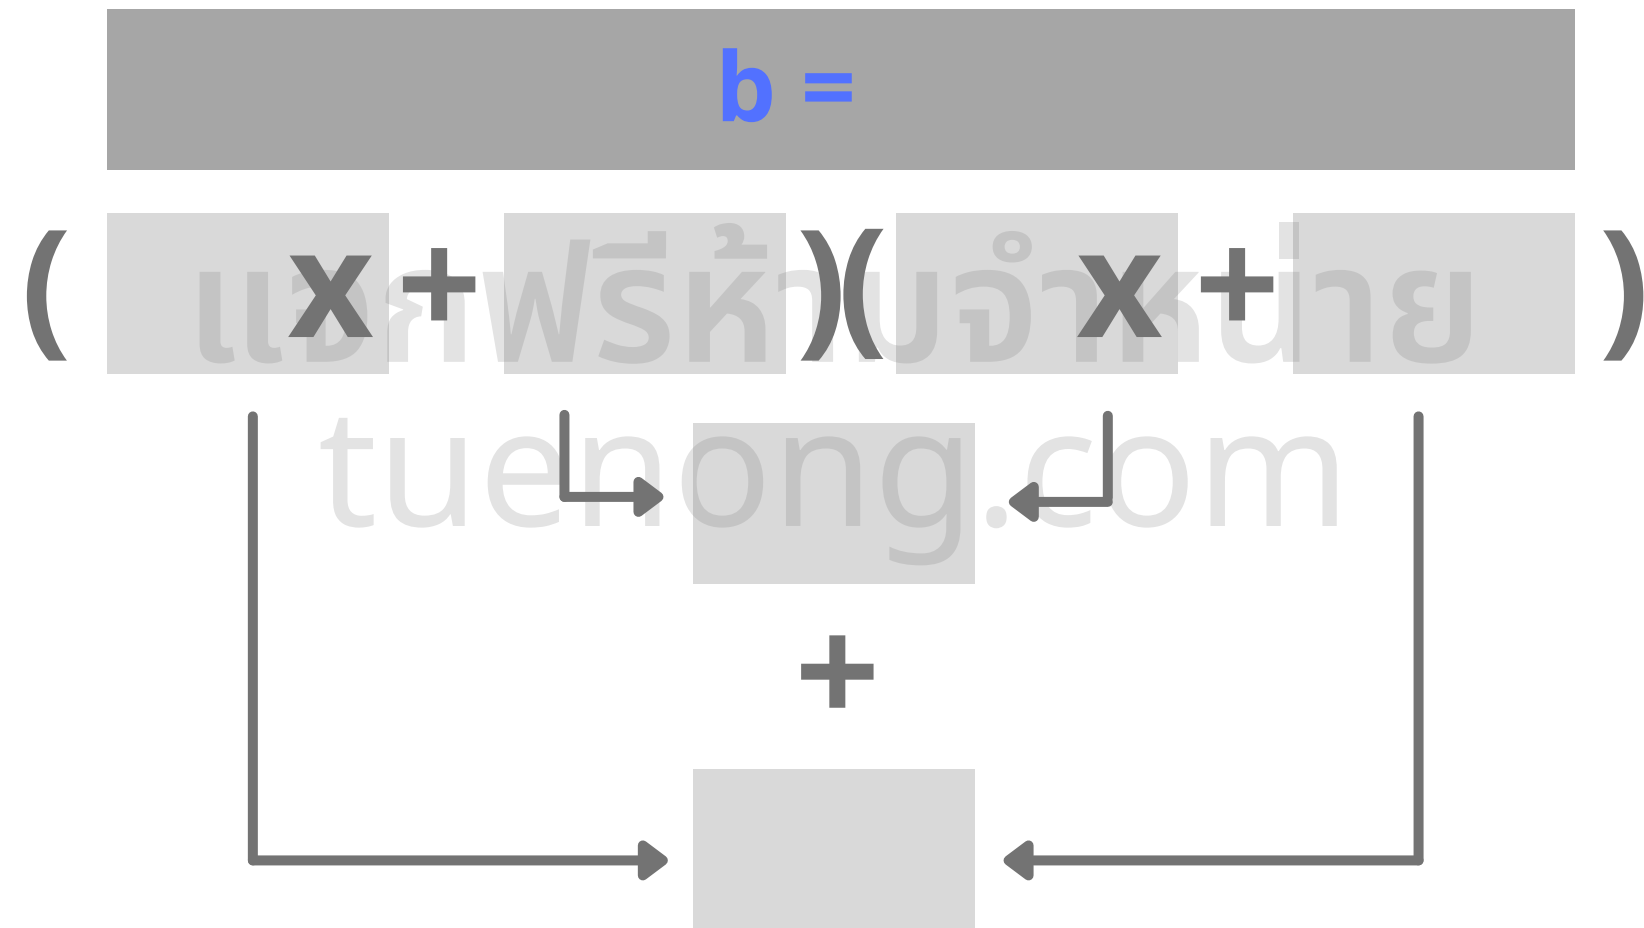 b =
( x + )( x + )
แจกฟรีห้ามจำหน่าย
tuenong.com
+